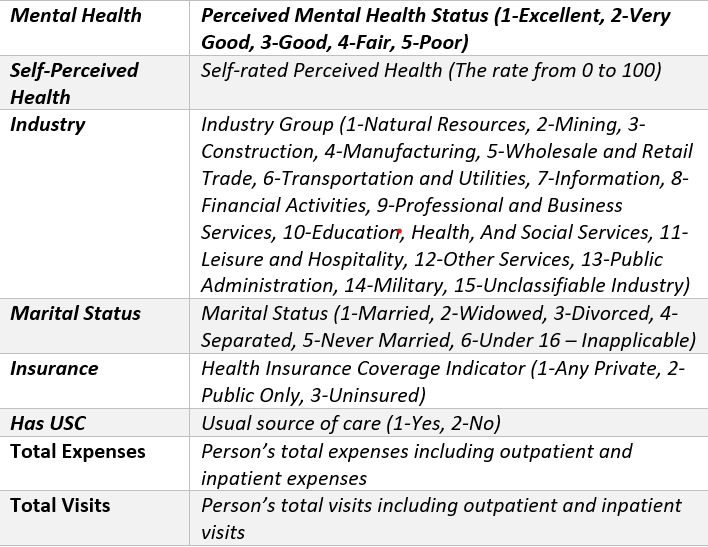 Mental Health
Perceived Mental Health Status (1-Excellent, 2-Very
Good, 3-Good, 4-Fair, 5-Poor)
Self-Perceived
Health
Self-rated Perceived Health (The rate from 0 to 100)
Industry
Industry Group (1-Natural Resources, 2-Mining, 3-
Construction, 4-Manufacturing, 5-Wholesale and Retail
Trade, 6-Transportation and Utilities, 7-Information, 8-
Financial Activities, 9-Professional and Business
Services, 10-Education, Health, And Social Services, 11-
Leisure and Hospitality, 12-Other Services, 13-Public
Administration, 14-Military, 15-Unclassifiable Industry)
Marital Status
Marital Status (1-Married, 2-Widowed, 3-Divorced, 4-
Separated, 5-Never Married, 6-Under 16 – Inapplicable)
Insurance
Health Insurance Coverage Indicator (1-Any Private, 2-
Public Only, 3-Uninsured)
Has USC
Usual source of care (1-Yes, 2-No)
Total Expenses
Person’s total expenses including outpatient and
inpatient expenses
Total Visits
Person’s total visits including outpatient and inpatient
visits